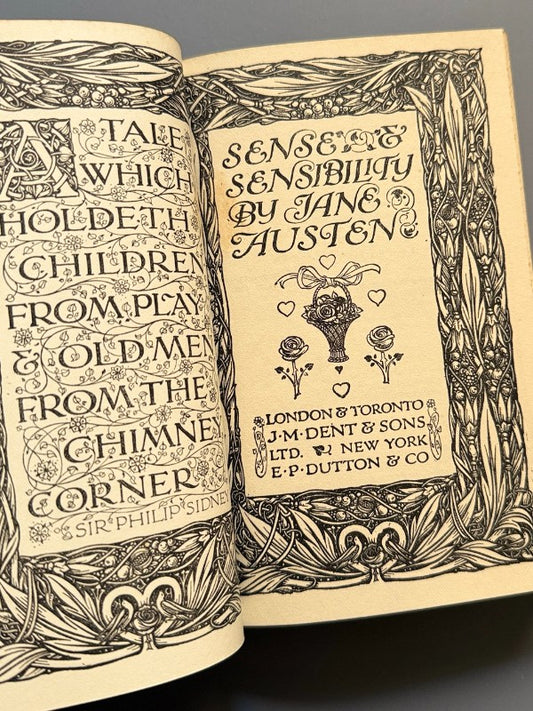 A TALE
WHICH
HOLDETH
CHILDREN
FROM PLAY
& OLD MEN
FROM THE
CHIMNEY
CORNER
SIR PHILIP SIDNEY
SENSE &
SENSIBILITY
BY JANE
AUSTEN
LONDON & TORONTO
J·M·DENT & SONS
LTD. NEW YORK
E·P·DUTTON & CO